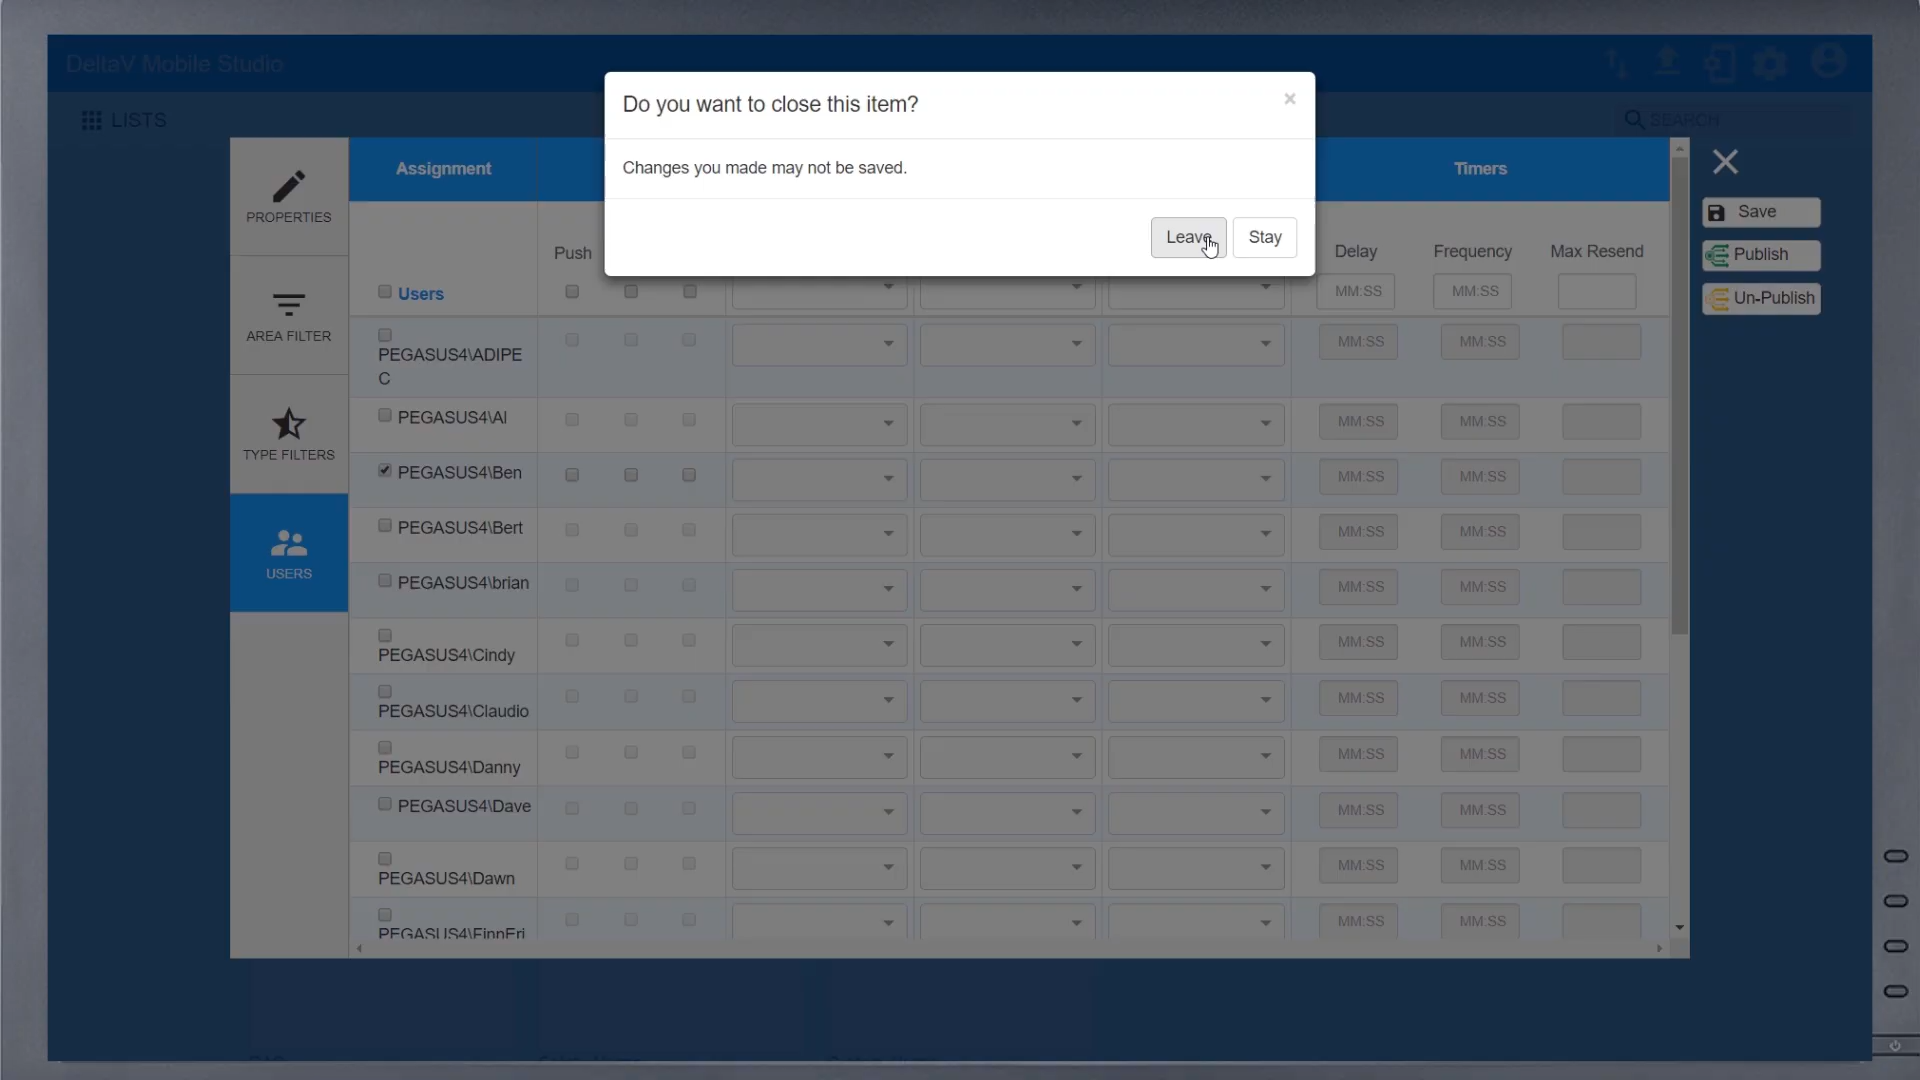 DeltaV Mobile Studio
LISTS
SEARCH
Do you want to close this item?
×
Changes you made may not be saved.
Leave
Stay
PROPERTIES
AREA FILTER
TYPE FILTERS
USERS
Assignment
Timers
Push
Delay
Frequency
Max Resend
Users
MM:SS
MM:SS
PEGASUS4\ADIPE
C
MM:SS
MM:SS
PEGASUS4\Al
MM:SS
MM:SS
PEGASUS4\Ben
MM:SS
MM:SS
PEGASUS4\Bert
MM:SS
MM:SS
PEGASUS4\brian
MM:SS
MM:SS
PEGASUS4\Cindy
MM:SS
MM:SS
PEGASUS4\Claudio
MM:SS
MM:SS
PEGASUS4\Danny
MM:SS
MM:SS
PEGASUS4\Dave
MM:SS
MM:SS
PEGASUS4\Dawn
MM:SS
MM:SS
PEGASUS4\FinnEri
MM:SS
MM:SS
Save
Publish
Un-Publish